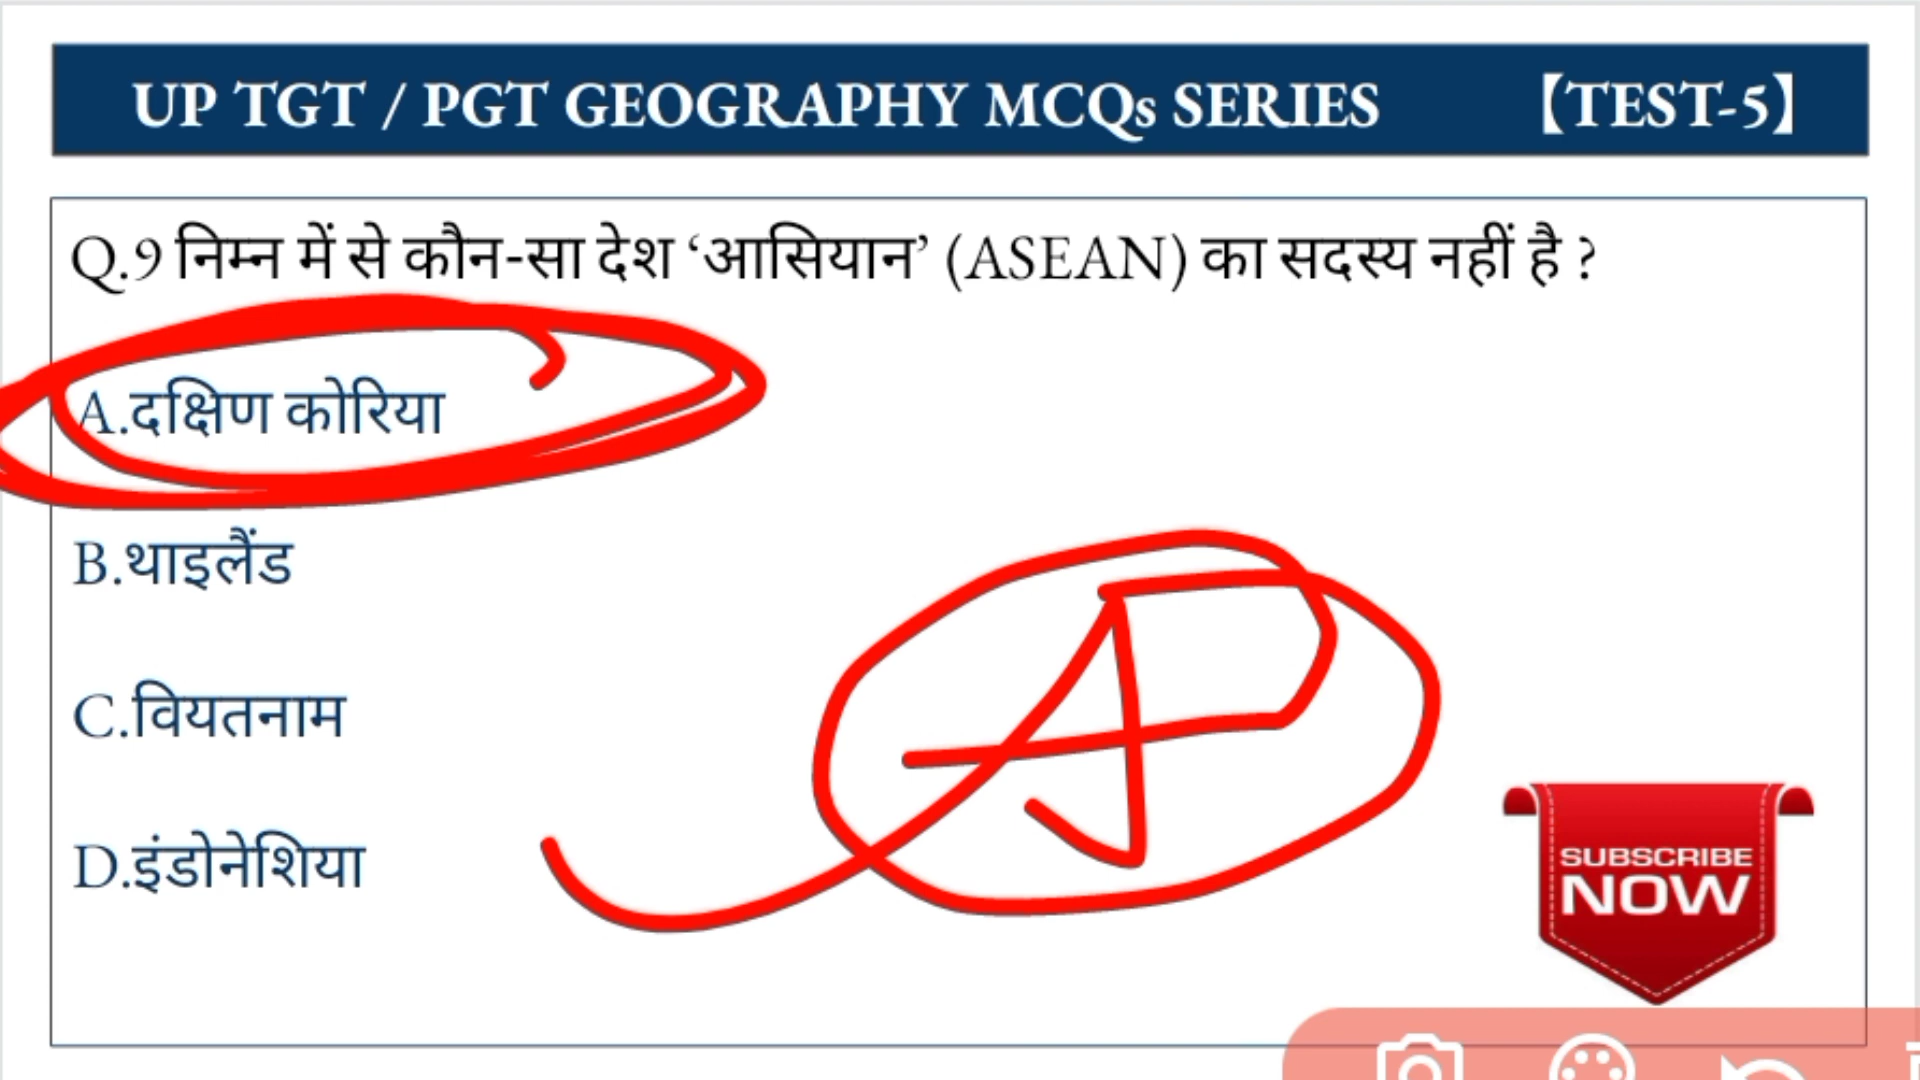 UP TGT / PGT GEOGRAPHY MCQs SERIES 【TEST-5】
Q.9 निम्न में से कौन-सा देश ‘आसियान’ (ASEAN) का सदस्य नहीं है ?
A.दक्षिण कोरिया
B.थाइलैंड
C.वियतनाम
A
D.इंडोनेशिया
SUBSCRIBE
NOW